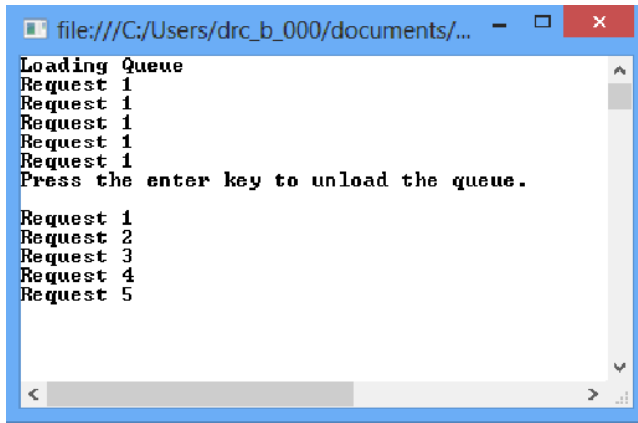 file:///C:/Users/drc_b_000/documents/...
Loading Queue
Request 1
Request 1
Request 1
Request 1
Request 1
Press the enter key to unload the queue.
Request 1
Request 2
Request 3
Request 4
Request 5